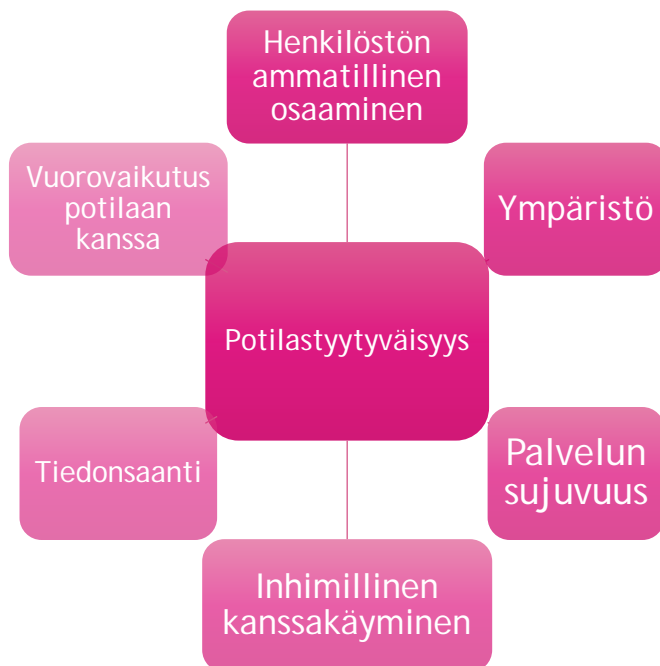 Henkilöstön
ammatillinen
osaaminen
Vuorovaikutus
potilaan
kanssa
Ympäristö
Potilastyytyväisyys
Tiedonsaanti
Palvelun
sujuvuus
Inhimillinen
kanssakäyminen